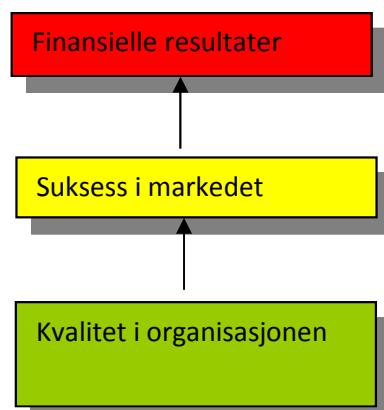 Finansielle resultater
Suksess i markedet
Kvalitet i organisasjonen